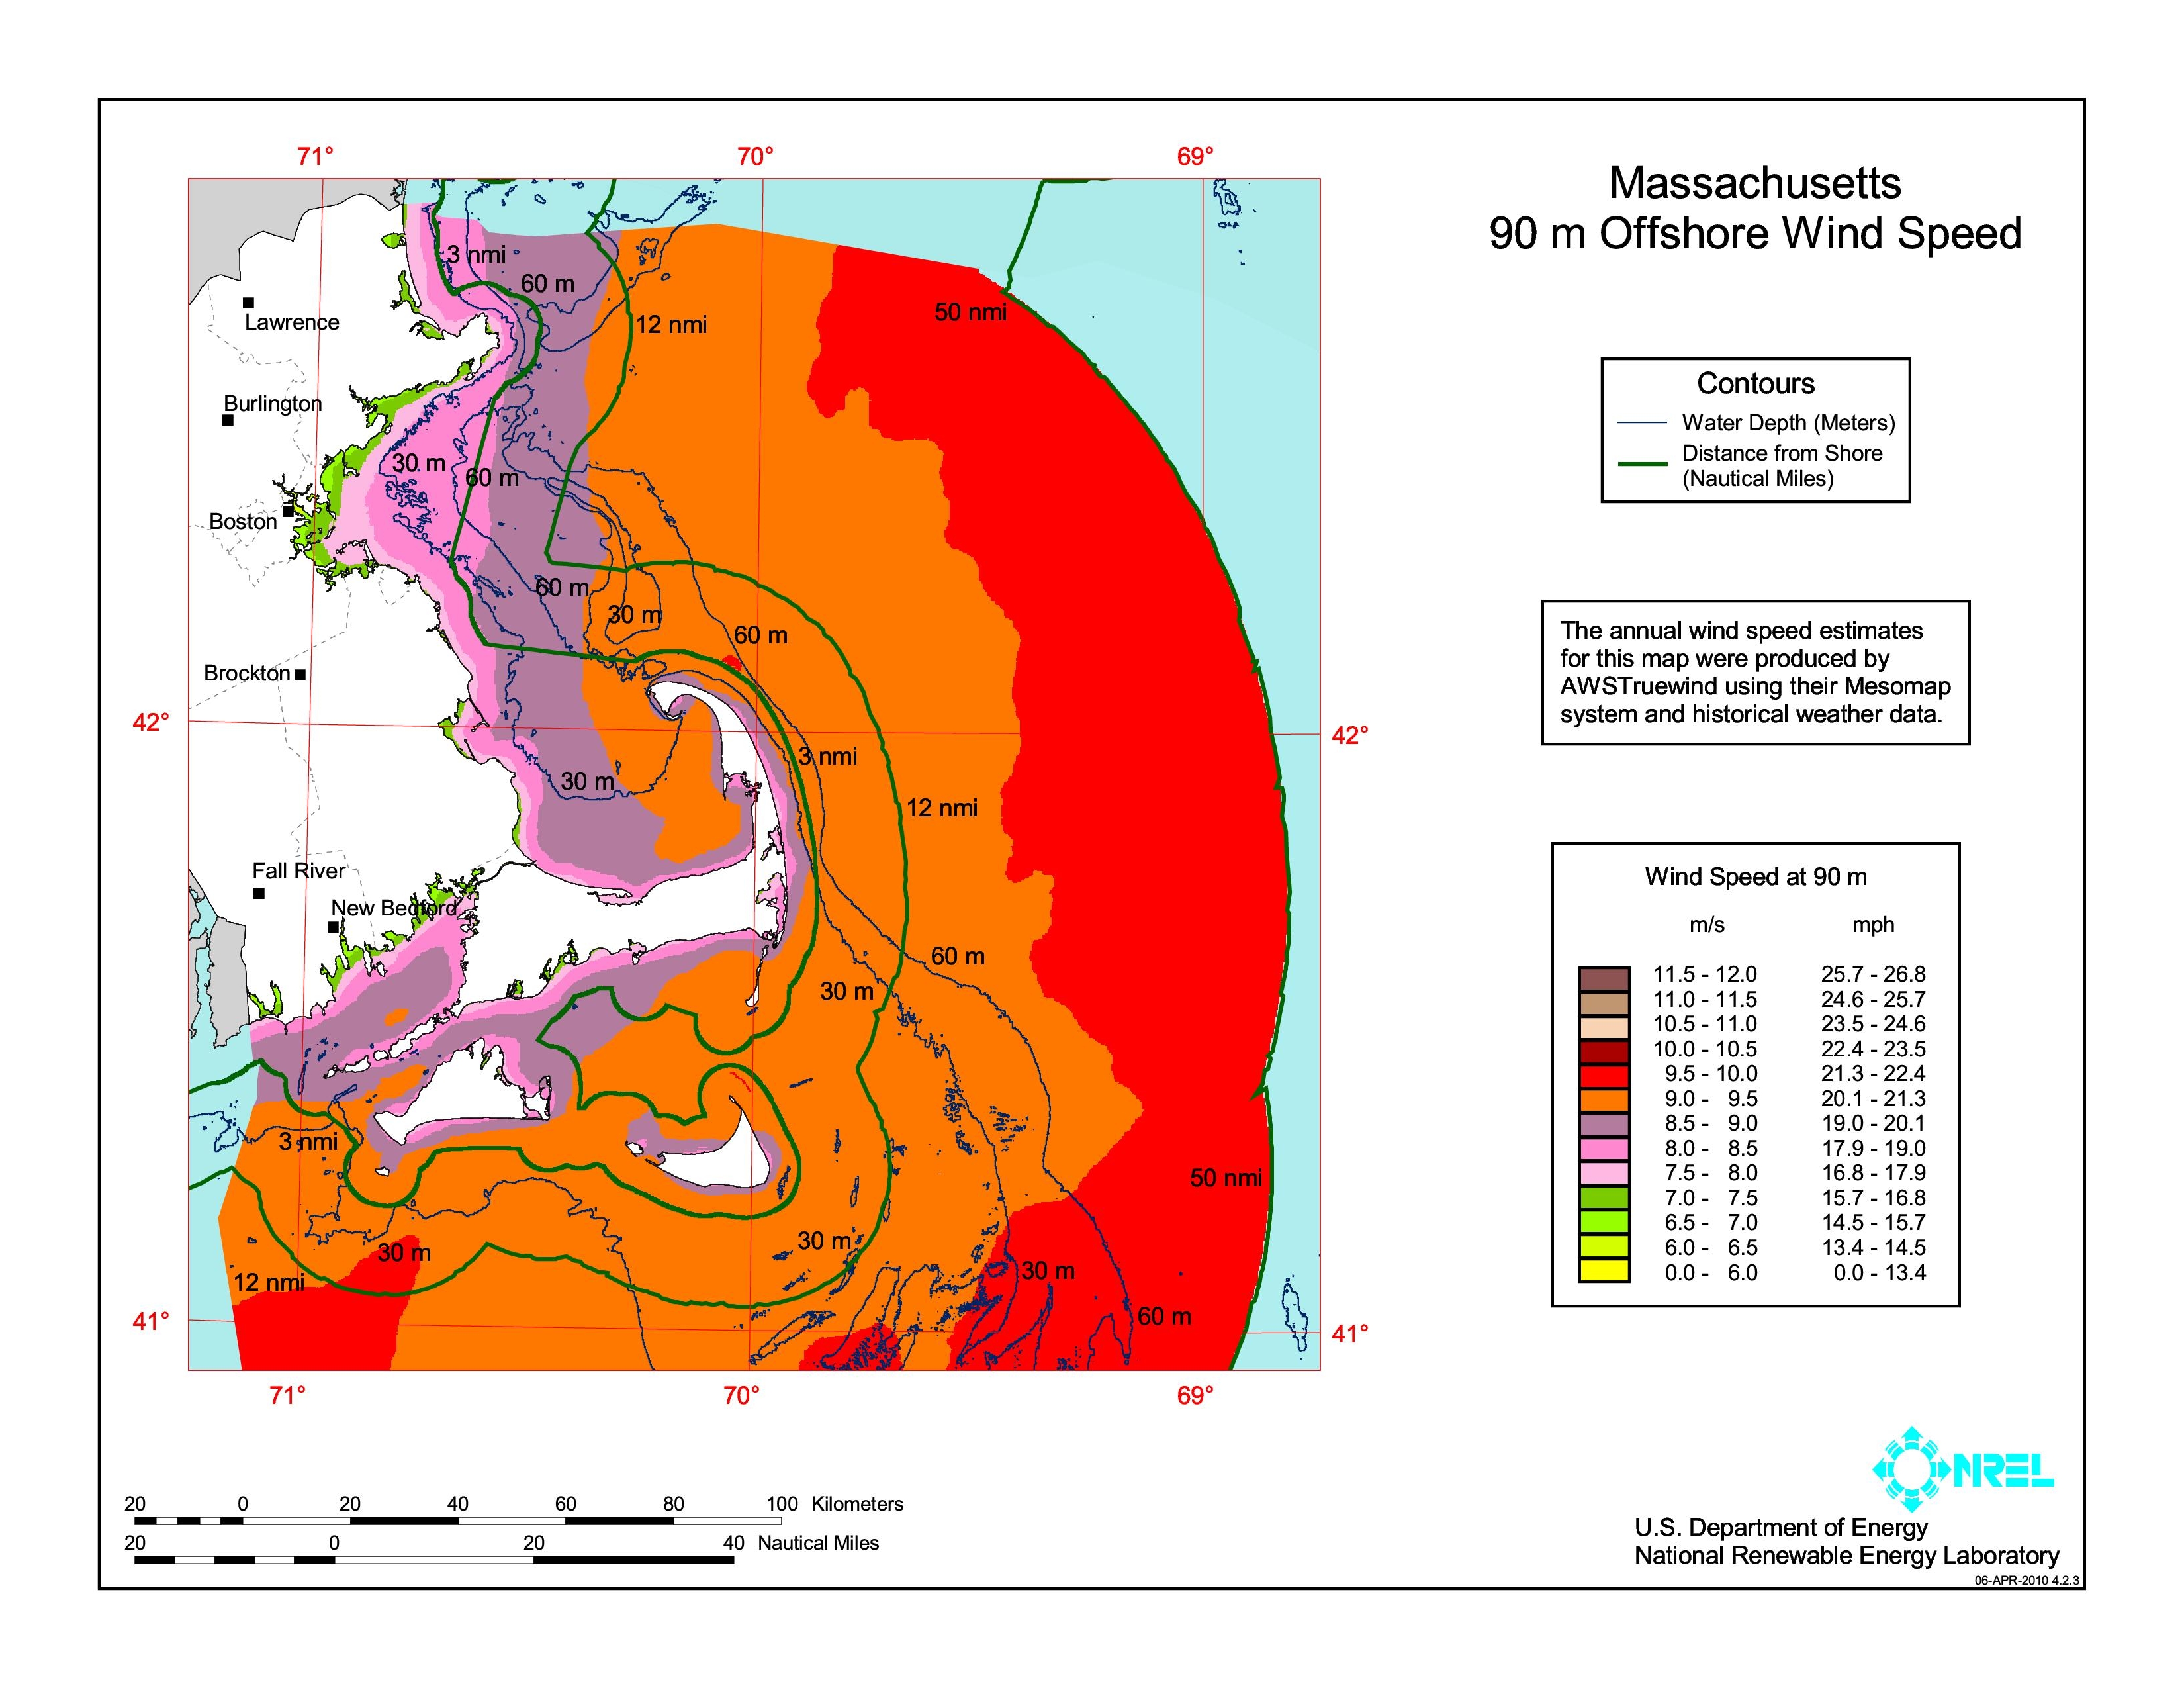 Massachusetts
90 m Offshore Wind Speed
71°
70°
69°
3 nmi
60 m
50 nmi
12 nmi
Lawrence
Burlington
30 m
60 m
Boston
60 m
30 m
60 m
Brockton
42°
42°
3 nmi
30 m
12 nmi
Fall River
New Bedford
60 m
30 m
3 nmi
50 nmi
30 m
30 m
30 m
12 nmi
60 m
41°
41°
71°
70°
69°
Contours
Water Depth (Meters)
Distance from Shore
(Nautical Miles)
The annual wind speed estimates
for this map were produced by
AWSTruewind using their Mesomap
system and historical weather data.
Wind Speed at 90 m
m/s mph
11.5 - 12.0 25.7 - 26.8
11.0 - 11.5 24.6 - 25.7
10.5 - 11.0 23.5 - 24.6
10.0 - 10.5 22.4 - 23.5
9.5 - 10.0 21.3 - 22.4
9.0 - 9.5 20.1 - 21.3
8.5 - 9.0 19.0 - 20.1
8.0 - 8.5 17.9 - 19.0
7.5 - 8.0 16.8 - 17.9
7.0 - 7.5 15.7 - 16.8
6.5 - 7.0 14.5 - 15.7
6.0 - 6.5 13.4 - 14.5
0.0 - 6.0 0.0 - 13.4
20 0 20 40 60 80 100 Kilometers
20 0 20 40 Nautical Miles
NREL
U.S. Department of Energy
National Renewable Energy Laboratory
06-APR-2010 4.2.3